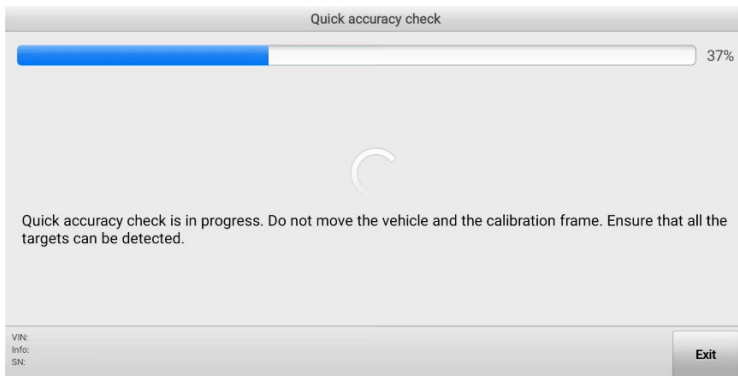 Quick accuracy check
37%
Quick accuracy check is in progress. Do not move the vehicle and the calibration frame. Ensure that all the
targets can be detected.
VIN:
Info:
SN:
Exit